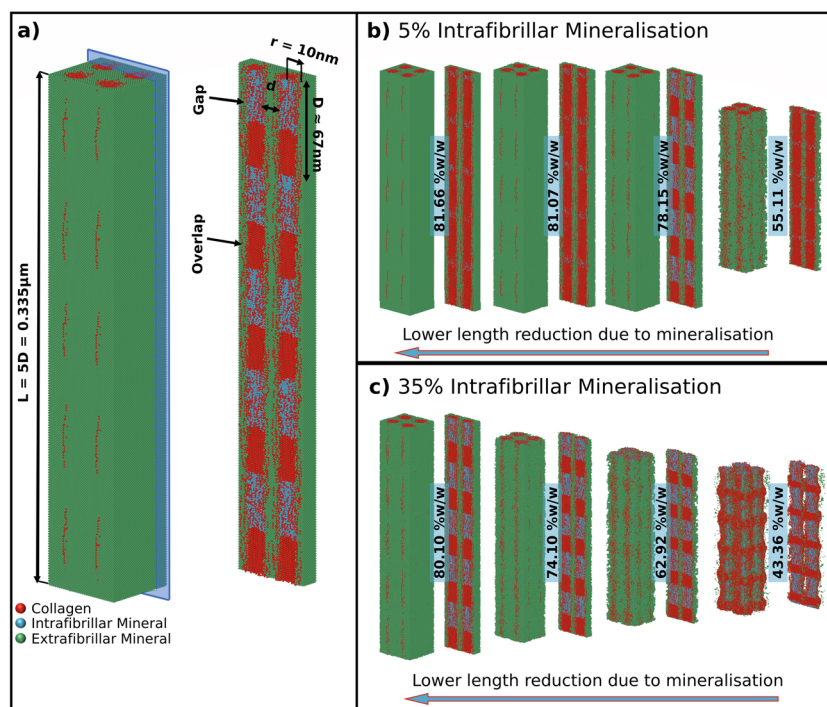 a)
r = 10nm
d
D ≈ 67nm
Gap
Overlap
L = 5D = 0.335µm
Collagen
Intrafibrillar Mineral
Extrafibrillar Mineral
b) 5% Intrafibrillar Mineralisation
81.66 %w/w
81.07 %w/w
78.15 %w/w
55.11 %w/w
Lower length reduction due to mineralisation
c) 35% Intrafibrillar Mineralisation
80.10 %w/w
74.10 %w/w
62.92 %w/w
43.36 %w/w
Lower length reduction due to mineralisation